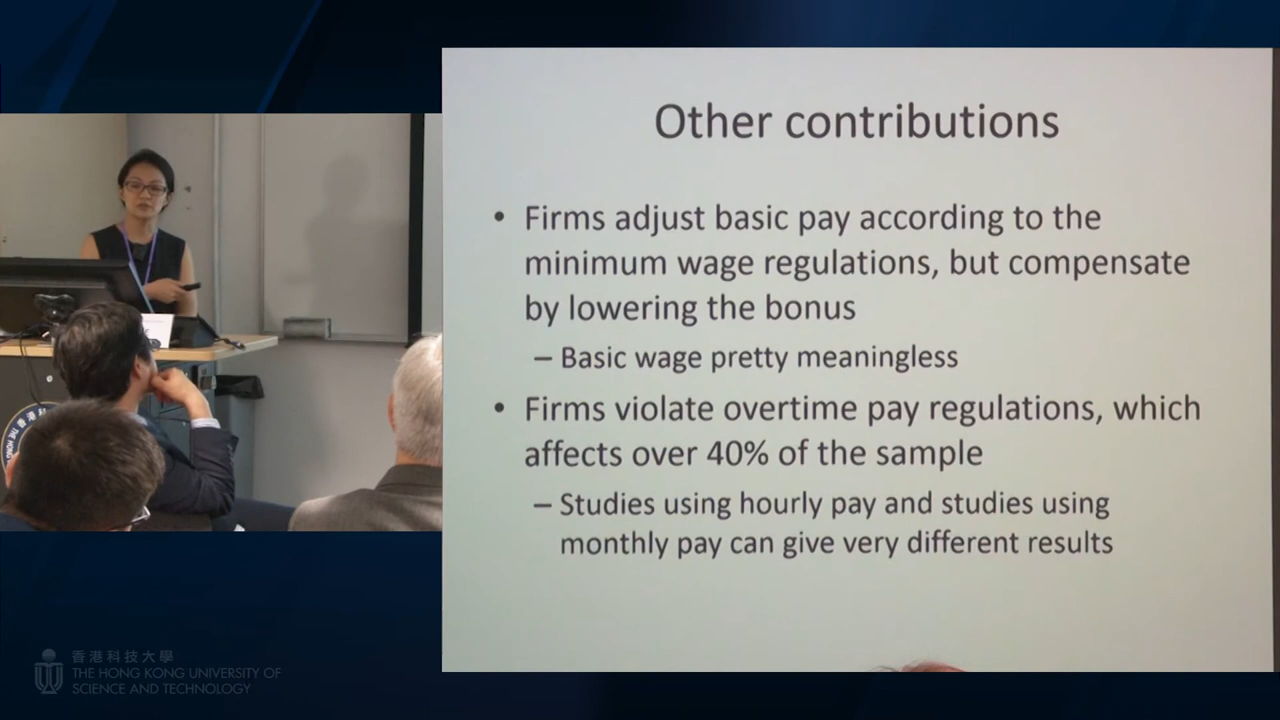 Other contributions
• Firms adjust basic pay according to the
minimum wage regulations, but compensate
by lowering the bonus
– Basic wage pretty meaningless
• Firms violate overtime pay regulations, which
affects over 40% of the sample
– Studies using hourly pay and studies using
monthly pay can give very different results
香港科技大學
THE HONG KONG UNIVERSITY OF
SCIENCE AND TECHNOLOGY